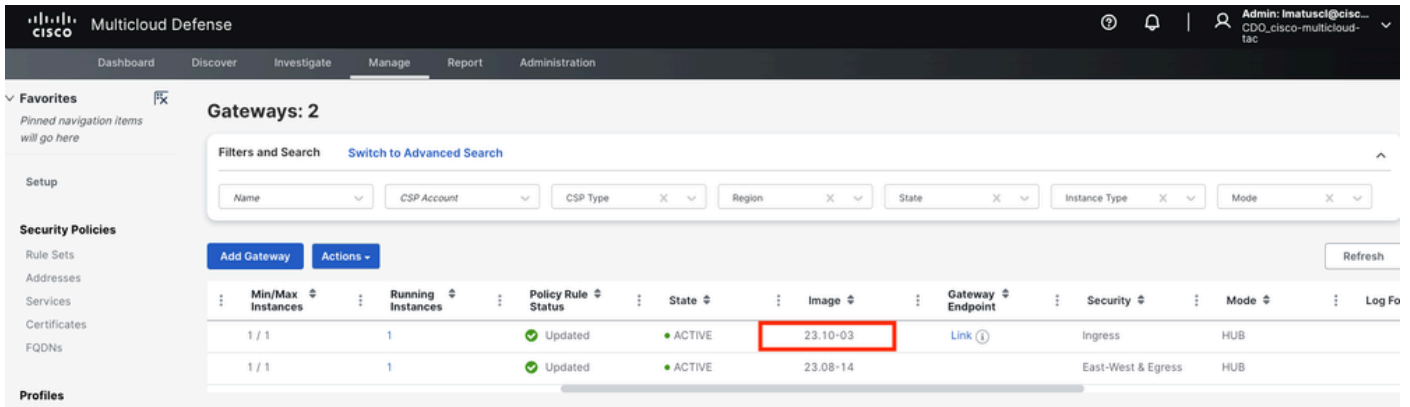 CISCO
Multicloud Defense
Admin: lmatuscl@cisc...
CDO_cisco-multicloud-
tac
Dashboard Discover Investigate Manage Report Administration
Favorites
Pinned navigation items
will go here
Setup
Security Policies
Rule Sets
Addresses
Services
Certificates
FQDNs
Profiles
Gateways: 2
Filters and Search Switch to Advanced Search
Name CSP Account CSP Type Region State Instance Type Mode
Add Gateway Actions Refresh
Min/Max Running Policy Rule State Image Gateway Security Mode Log Fo
Instances Instances Status Endpoint
1 / 1 1 Updated ACTIVE 23.10-03 Link Ingress HUB
1 / 1 1 Updated ACTIVE 23.08-14 East-West & Egress HUB